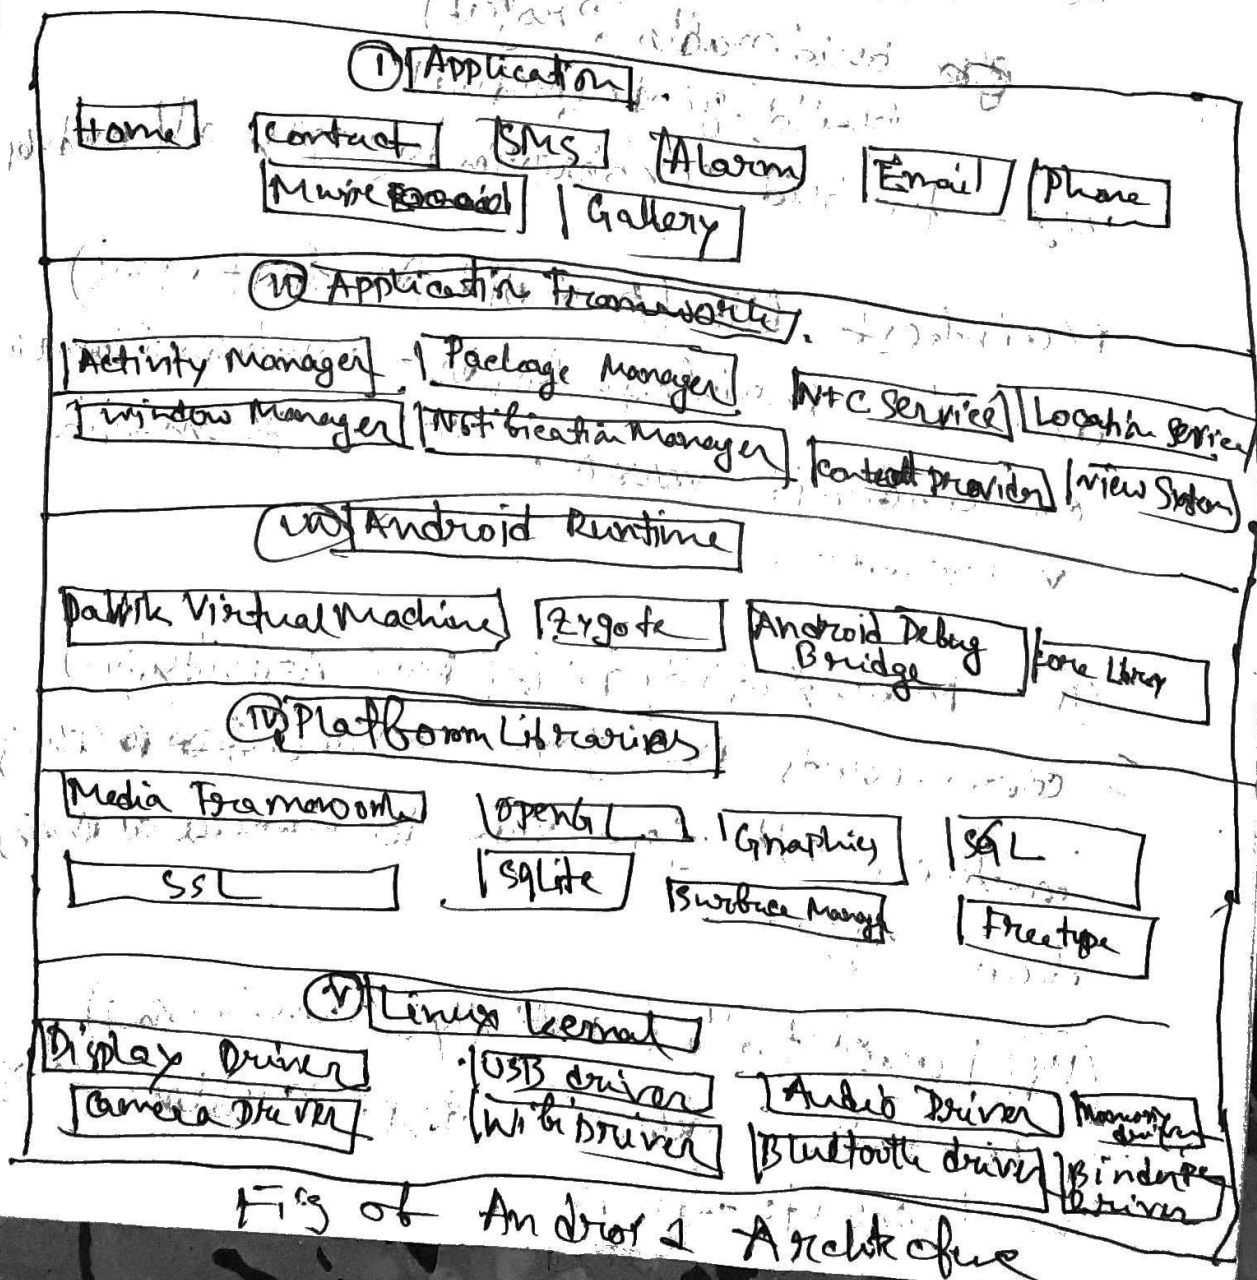 I Application
Home Contact SMS Alarm Email Phone
Music Gallery
Application Framework
Activity Manager Package Manager NFC Service Location Service
Window Manager Notification Manager Content Provider View System
Android Runtime
Dalvik Virtual Machine Zygote Android Debug Bridge Core Library
IV Platform Libraries
Media Framework OpenGL Graphics SGL
SSL SQLite Surface Manager Freetype
V Linux Kernal
Display Driver USB driver Audio Driver Memory driver
Camera Driver Wifi Driver Bluetooth driver Binder Driver
Fig of Android Architecture